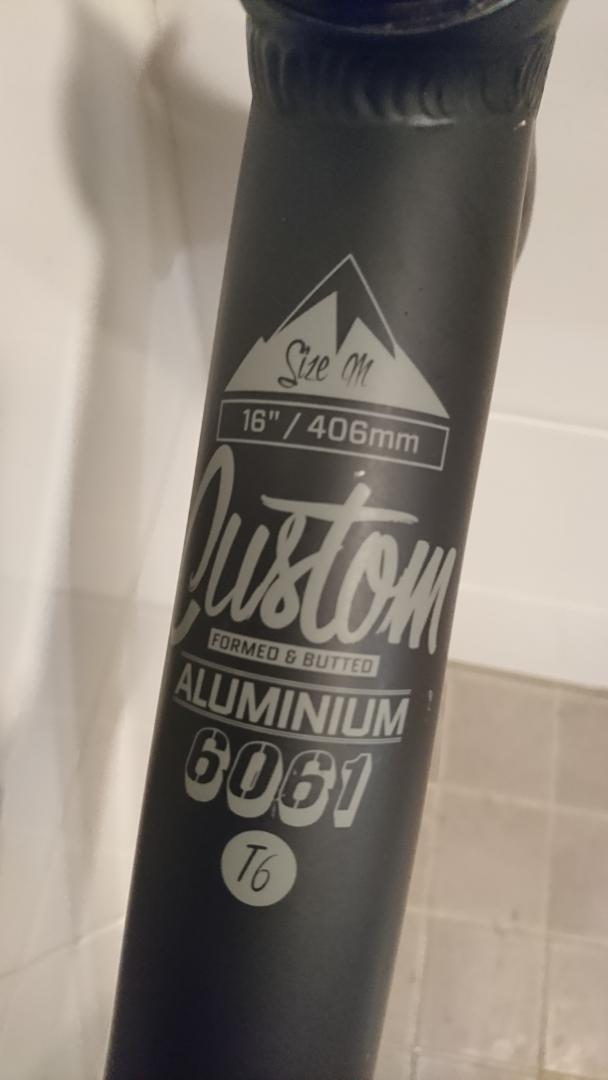 Size M
16" / 406mm
Custom
FORMED & BUTTED
ALUMINIUM
6061
T6